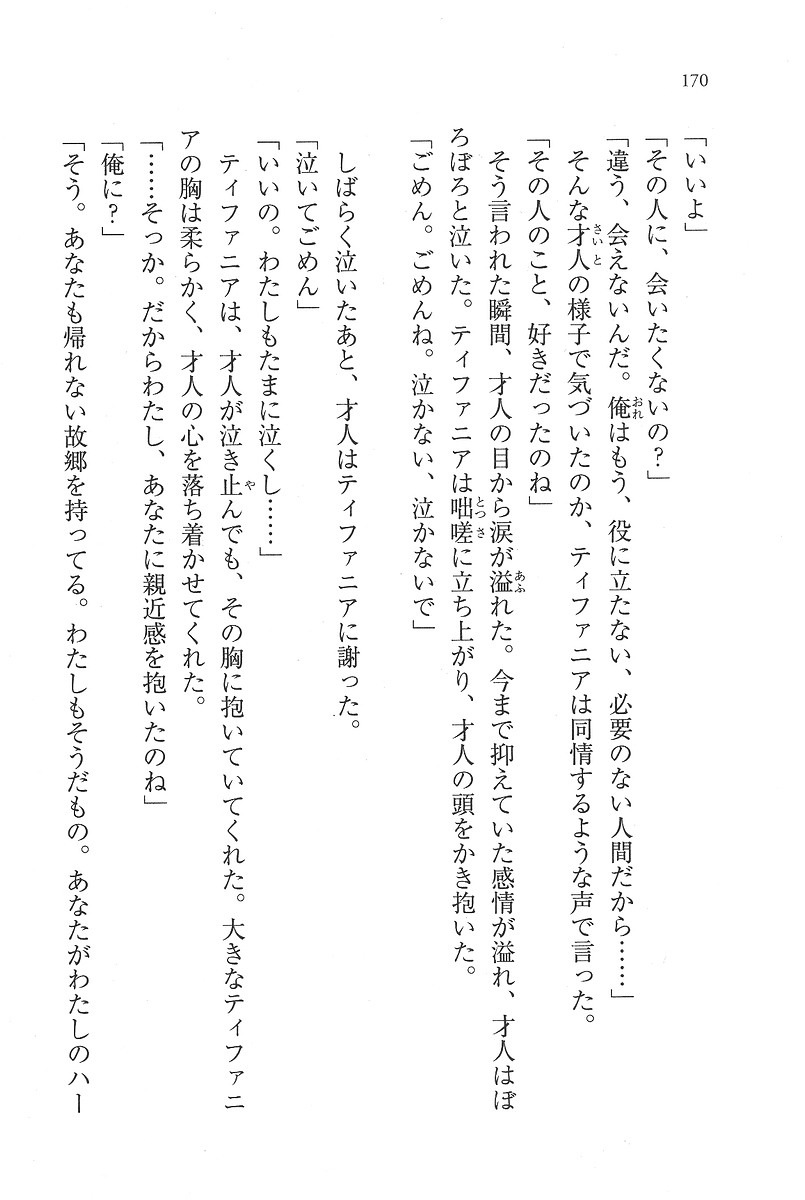 170
「いいよ」
「その人に、会いたくないの？」
「違う、会えないんだ。俺はもう、役に立たない、必要のない人間だから……」
そんな才人の様子で気づいたのか、ティファニアは同情するような声で言った。
「その人のこと、好きだったのね」
そう言われた瞬間、才人の目から涙が溢れた。今まで抑えていた感情が溢れ、才人はぼ
ろぼろと泣いた。ティファニアは咄嗟に立ち上がり、才人の頭をかき抱いた。
「ごめん。ごめんね。泣かない、泣かないで」
しばらく泣いたあと、才人はティファニアに謝った。
「泣いてごめん」
「いいの。わたしもたまに泣くし……」
ティファニアは、才人が泣き止んでも、その胸に抱いていてくれた。大きなティファニ
アの胸は柔らかく、才人の心を落ち着かせてくれた。
「……そっか。だからわたし、あなたに親近感を抱いたのね」
「俺に？」
「そう。あなたも帰れない故郷を持ってる。わたしもそうだもの。あなたがわたしのハー